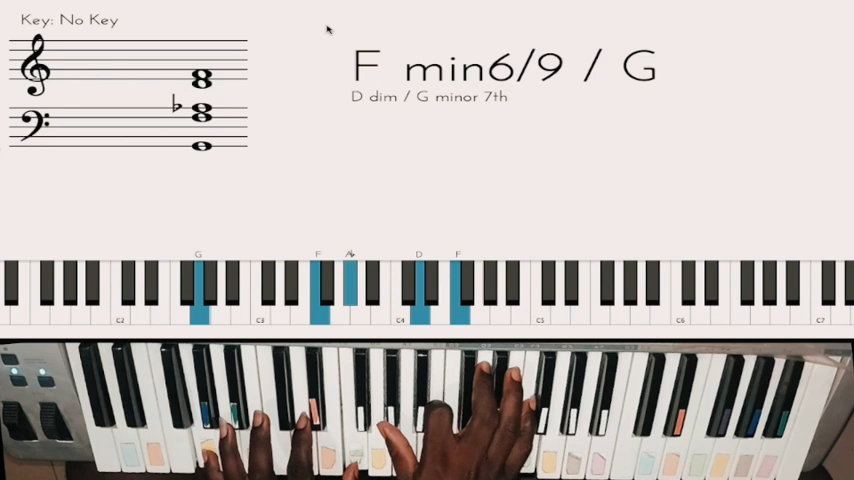 Key: No Key
F min6/9 / G
D dim / G minor 7th
G F A♭ D F
C2 C3 C4 C5 C6 C7